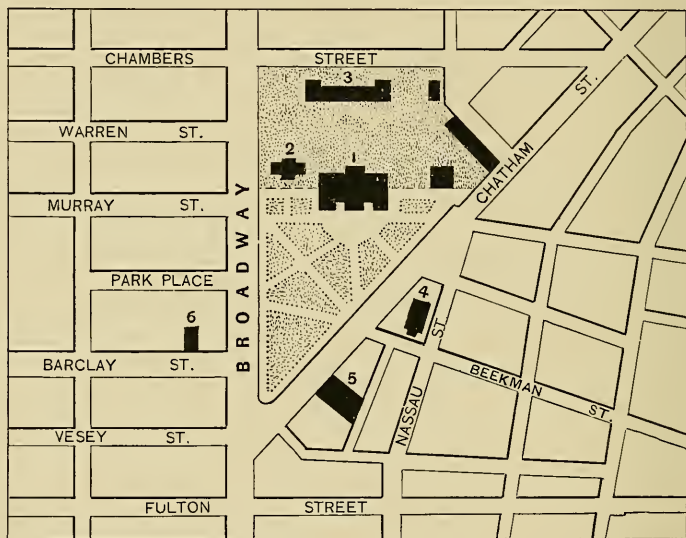 CHAMBERS STREET
3
ST.
WARREN ST.
2
1
CHATHAM
MURRAY ST.
BROADWAY
PARK PLACE
4
6
ST.
BARCLAY ST.
5
BEEKMAN
ST.
NASSAU
VESEY ST.
FULTON STREET